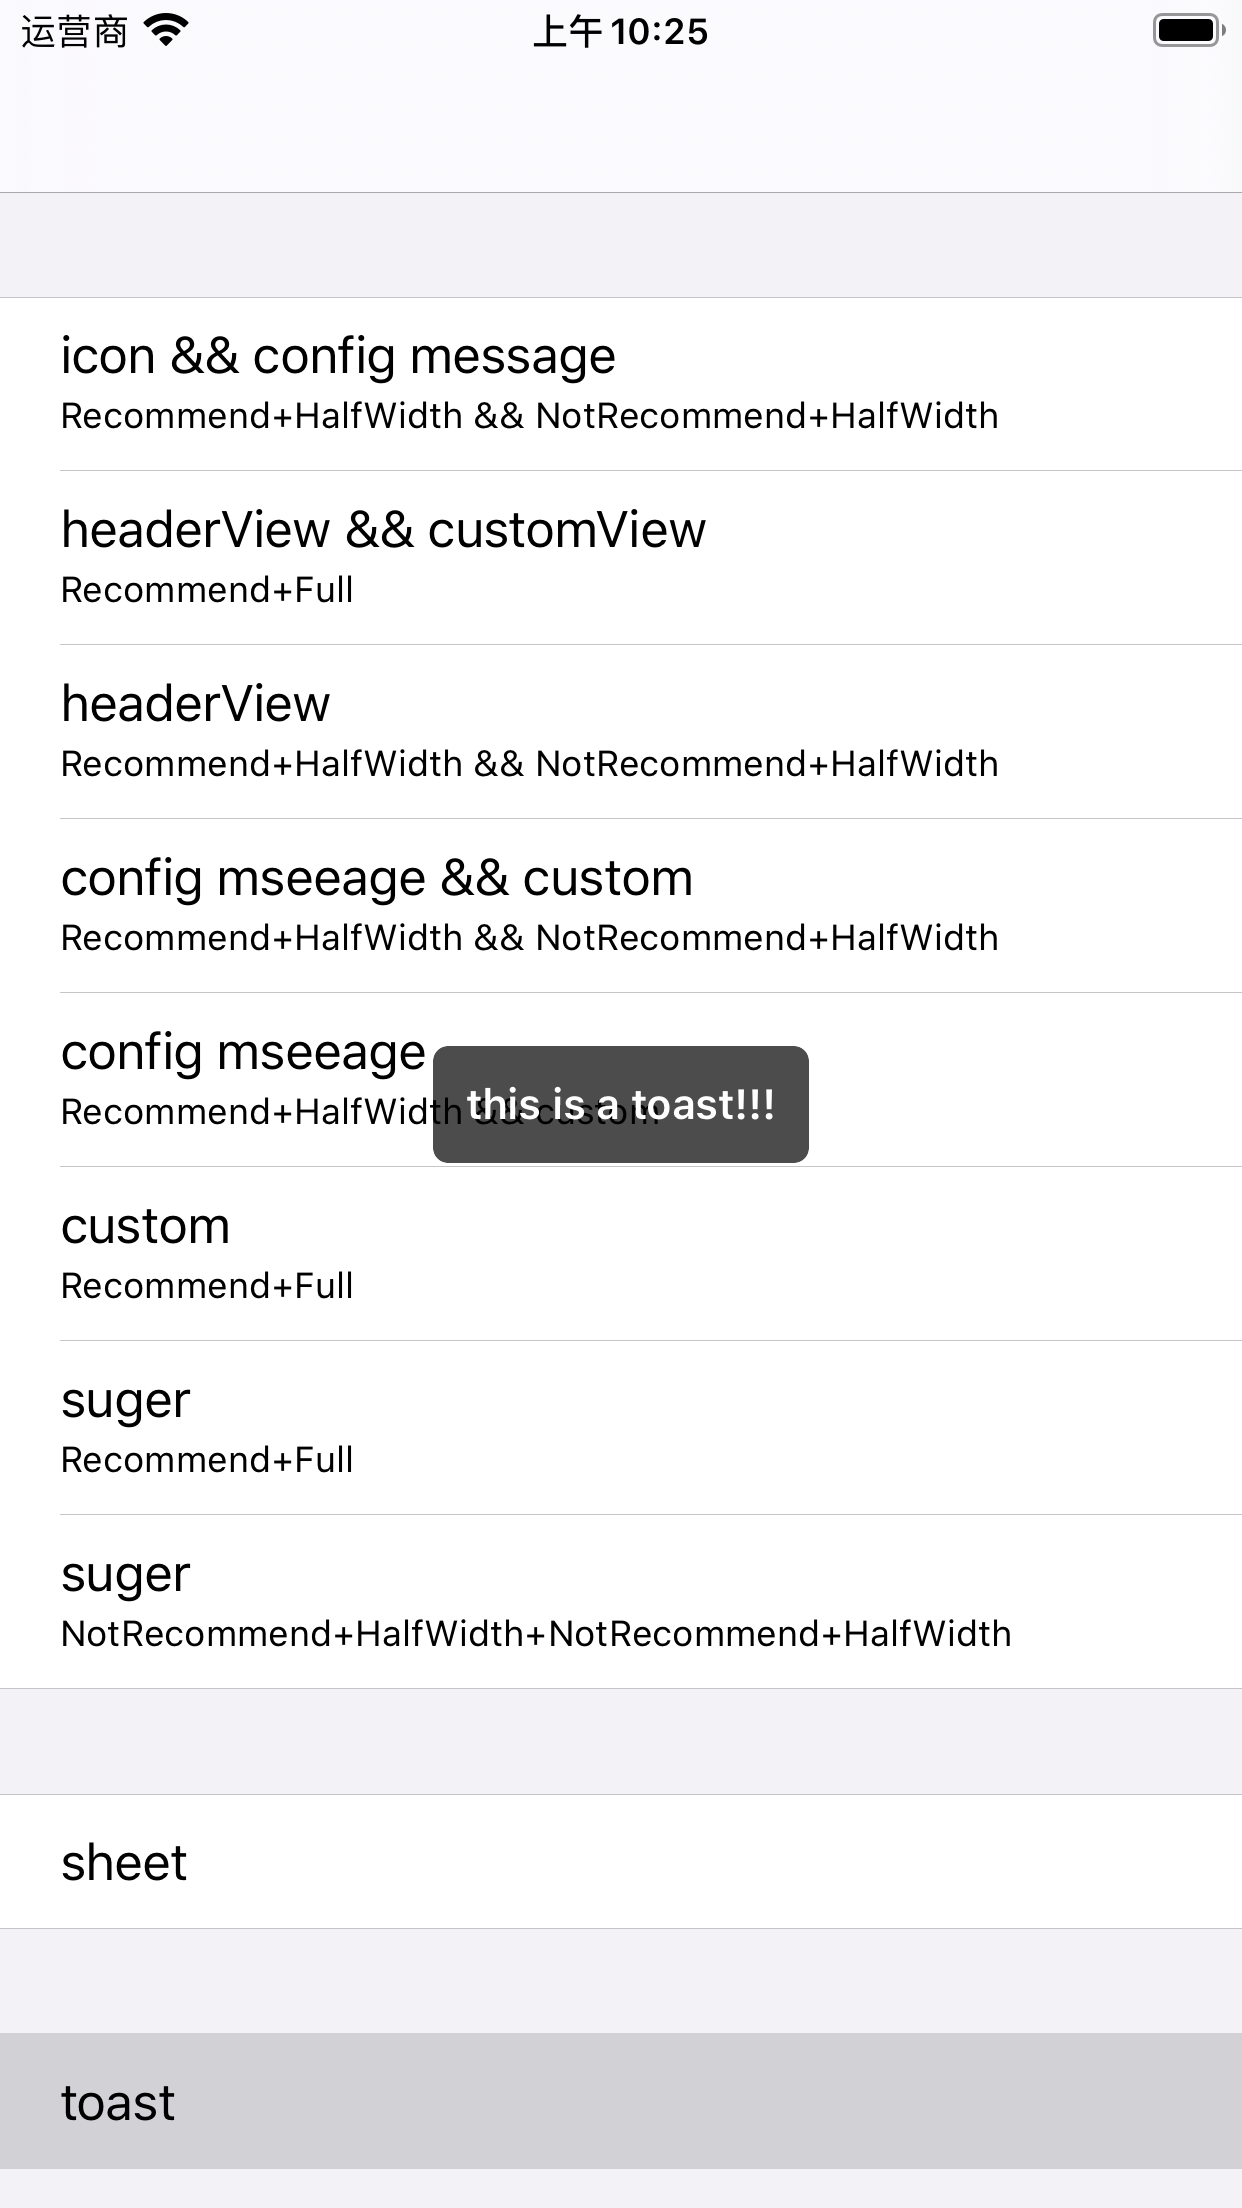 运营商 上午 10:25
icon && config message
Recommend+HalfWidth && NotRecommend+HalfWidth
headerView && customView
Recommend+Full
headerView
Recommend+HalfWidth && NotRecommend+HalfWidth
config mseeage && custom
Recommend+HalfWidth && NotRecommend+HalfWidth
config mseeage
this is a toast!!!
Recommend+HalfWidth && custom
custom
Recommend+Full
suger
Recommend+Full
suger
NotRecommend+HalfWidth+NotRecommend+HalfWidth
sheet
toast